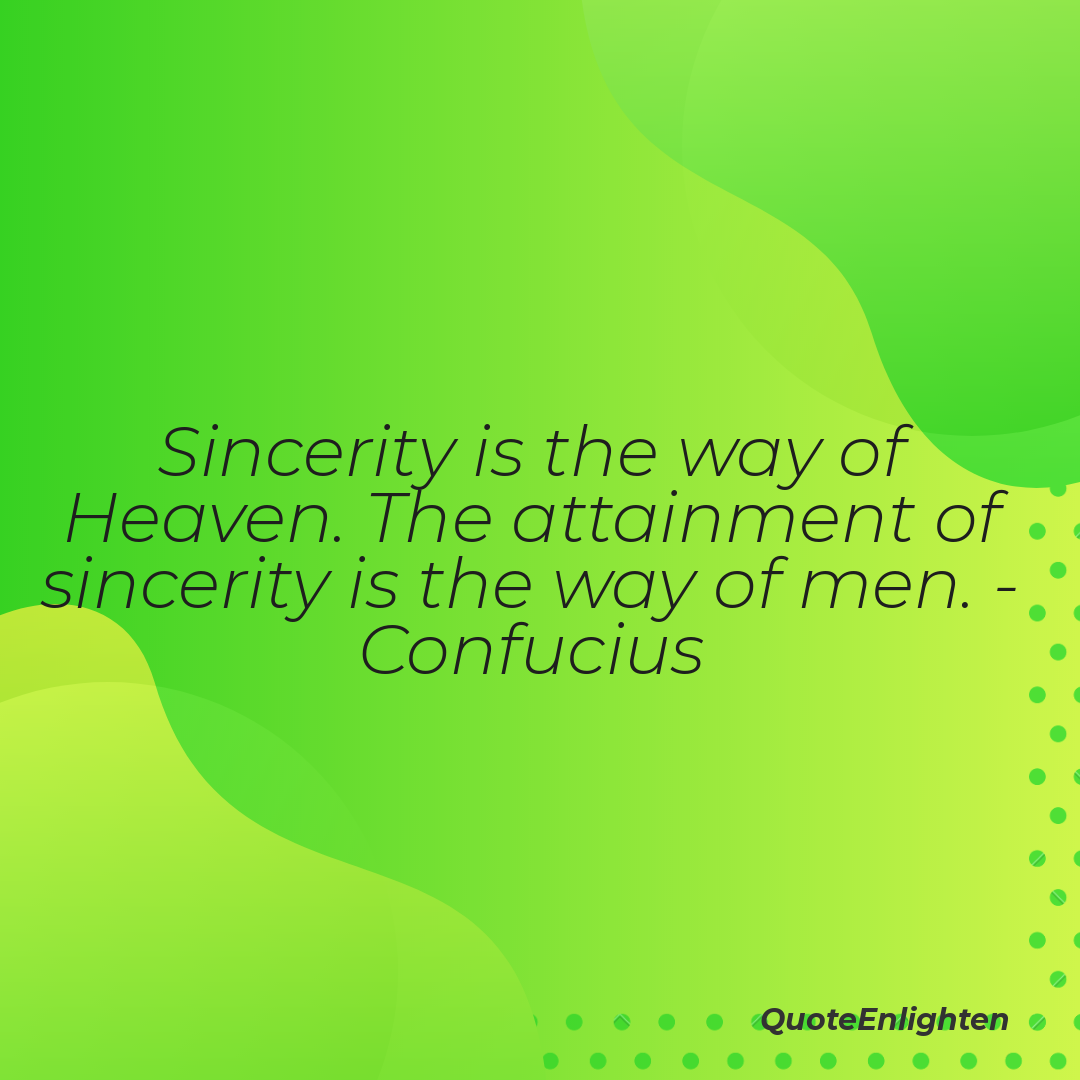 Sincerity is the way of
Heaven. The attainment of
sincerity is the way of men. -
Confucius
QuoteEnlighten